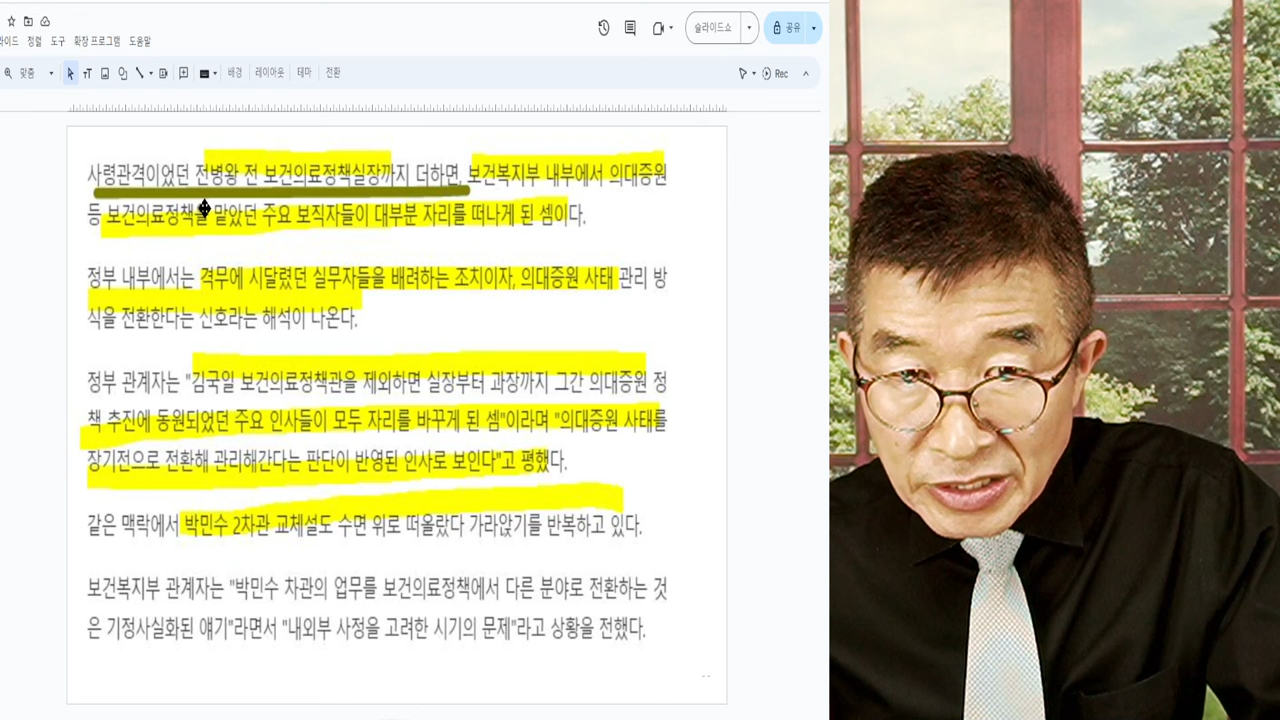 슬라이드쇼
공유
라이드 정렬 도구 확장 프로그램 도움말
맞춤 배경 레이아웃 테마 전환 Rec
사령관격이었던 전병왕 전 보건의료정책실장까지 더하면, 보건복지부 내부에서 의대증원
등 보건의료정책을 맡았던 주요 보직자들이 대부분 자리를 떠나게 된 셈이다.
정부 내부에서는 격무에 시달렸던 실무자들을 배려하는 조치이자, 의대증원 사태 관리 방
식을 전환한다는 신호라는 해석이 나온다.
정부 관계자는 "김국일 보건의료정책관을 제외하면 실장부터 과장까지 그간 의대증원 정
책 추진에 동원되었던 주요 인사들이 모두 자리를 바꾸게 된 셈"이라며 "의대증원 사태를
장기전으로 전환해 관리해간다는 판단이 반영된 인사로 보인다"고 평했다.
같은 맥락에서 박민수 2차관 교체설도 수면 위로 떠올랐다 가라앉기를 반복하고 있다.
보건복지부 관계자는 "박민수 차관의 업무를 보건의료정책에서 다른 분야로 전환하는 것
은 기정사실화된 얘기"라면서 "내외부 사정을 고려한 시기의 문제"라고 상황을 전했다.